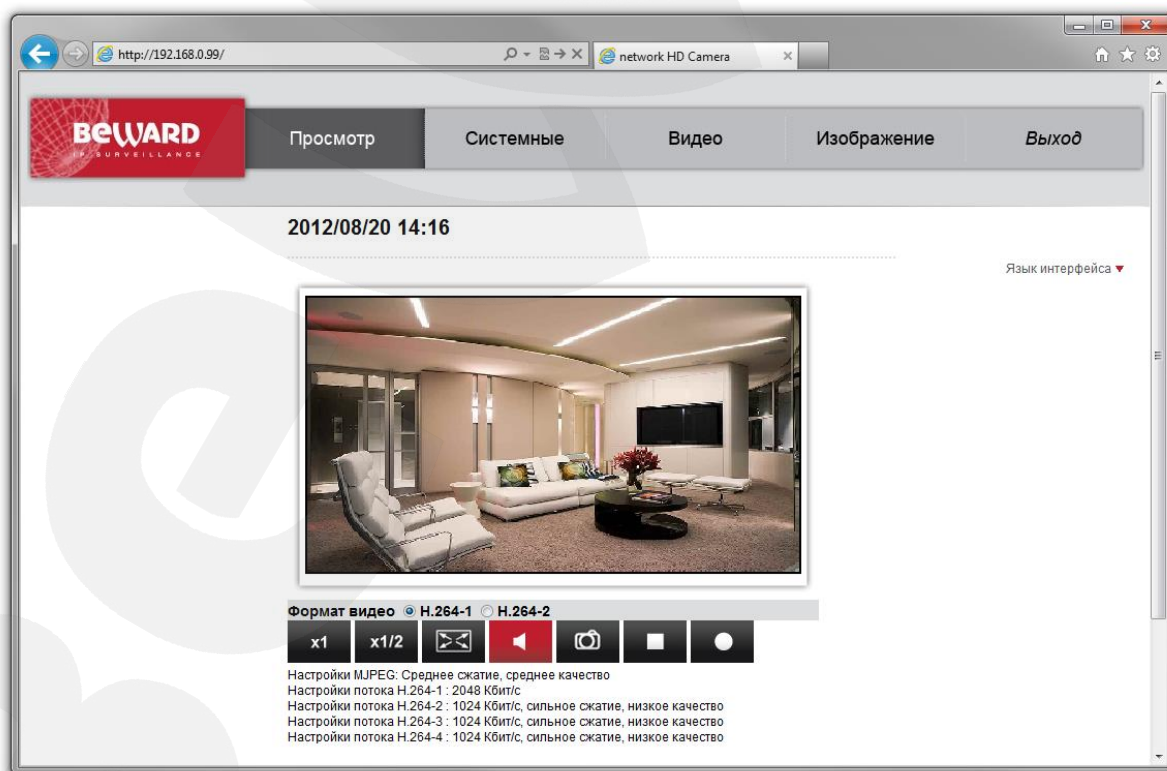 http://192.168.0.99/
network HD Camera
BEWARD
IP SURVEILLANCE
Просмотр
Системные
Видео
Изображение
Выход
2012/08/20 14:16
Язык интерфейса
Формат видео H.264-1 H.264-2
x1 x1/2
Настройки MJPEG: Среднее сжатие, среднее качество
Настройки потока H.264-1 : 2048 Кбит/с
Настройки потока H.264-2 : 1024 Кбит/с, сильное сжатие, низкое качество
Настройки потока H.264-3 : 1024 Кбит/с, сильное сжатие, низкое качество
Настройки потока H.264-4 : 1024 Кбит/с, сильное сжатие, низкое качество